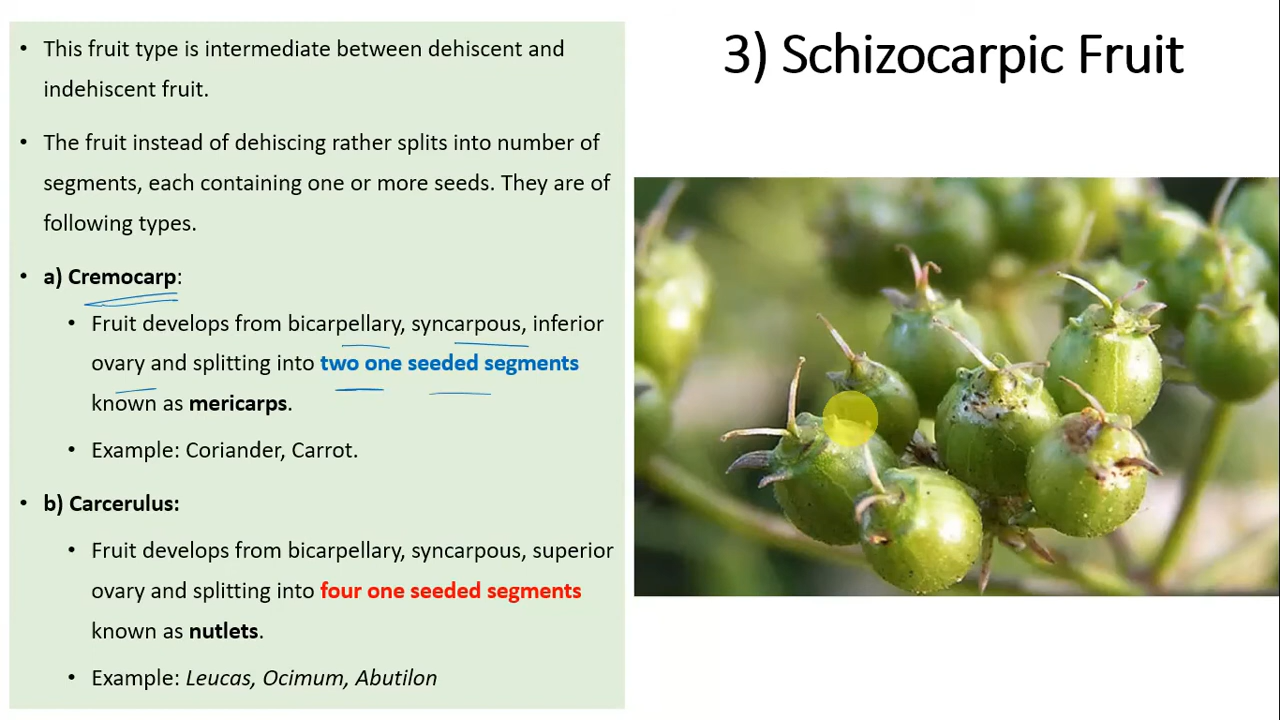 3) Schizocarpic Fruit
• This fruit type is intermediate between dehiscent and
indehiscent fruit.
• The fruit instead of dehiscing rather splits into number of
segments, each containing one or more seeds. They are of
following types.
• a) Cremocarp:
• Fruit develops from bicarpellary, syncarpous, inferior
ovary and splitting into two one seeded segments
known as mericarps.
• Example: Coriander, Carrot.
• b) Carcerulus:
• Fruit develops from bicarpellary, syncarpous, superior
ovary and splitting into four one seeded segments
known as nutlets.
• Example: Leucas, Ocimum, Abutilon